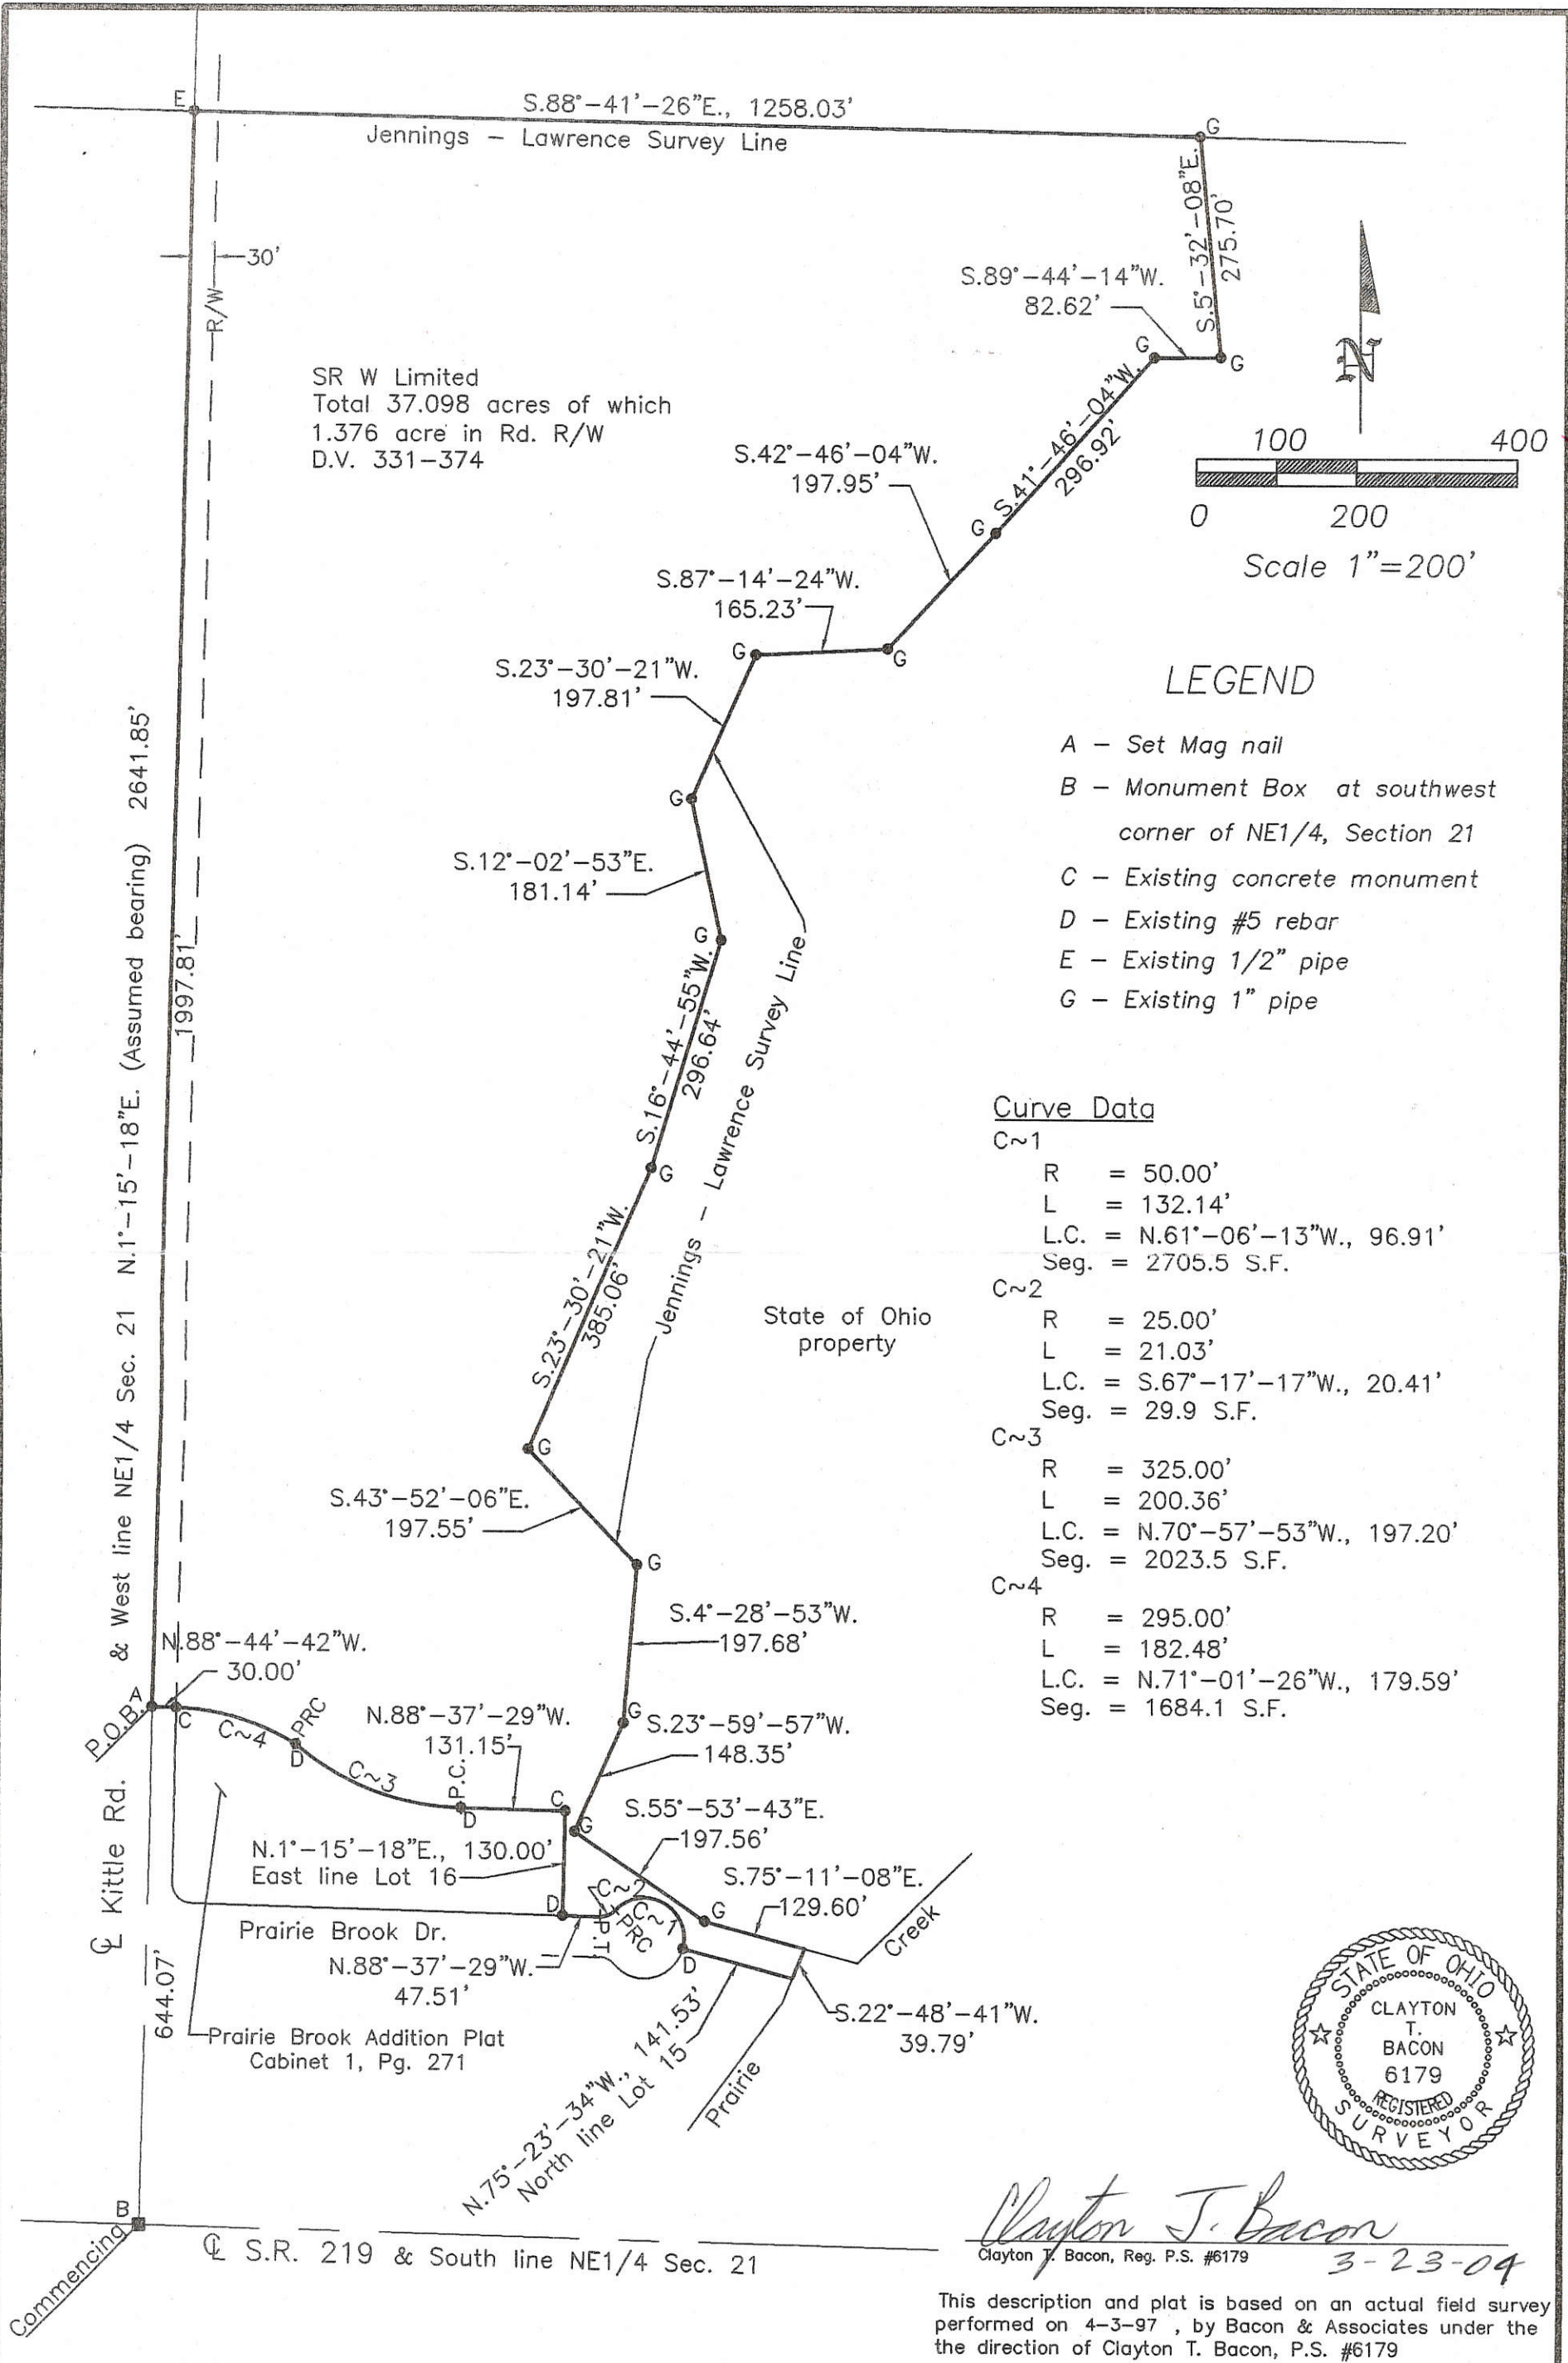 E
S.88°-41'-26"E., 1258.03'
G
Jennings - Lawrence Survey Line
S.5°-32'-08"E.
275.70'
30'
R/W
S.89°-44'-14"W.
82.62'
G
G
N
SR W Limited
Total 37.098 acres of which
1.376 acre in Rd. R/W
D.V. 331-374
S.41°-46'-04"W.
296.92'
100 400
0 200
Scale 1"=200'
S.42°-46'-04"W.
197.95'
G
S.87°-14'-24"W.
165.23'
G
G
S.23°-30'-21"W.
197.81'
LEGEND
A - Set Mag nail
B - Monument Box at southwest
corner of NE1/4, Section 21
C - Existing concrete monument
D - Existing #5 rebar
E - Existing 1/2" pipe
G - Existing 1" pipe
G
S.12°-02'-53"E.
181.14'
G
& West line NE1/4 Sec. 21 N.1°-15'-18"E. (Assumed bearing) 2641.85'
1997.81'
S.16°-44'-55"W.
296.64'
G
Jennings - Lawrence Survey Line
S.23°-30'-21"W.
385.06'
State of Ohio
property
G
S.43°-52'-06"E.
197.55'
G
Curve Data
C~1
R = 50.00'
L = 132.14'
L.C. = N.61°-06'-13"W., 96.91'
Seg. = 2705.5 S.F.
C~2
R = 25.00'
L = 21.03'
L.C. = S.67°-17'-17"W., 20.41'
Seg. = 29.9 S.F.
C~3
R = 325.00'
L = 200.36'
L.C. = N.70°-57'-53"W., 197.20'
Seg. = 2023.5 S.F.
C~4
R = 295.00'
L = 182.48'
L.C. = N.71°-01'-26"W., 179.59'
Seg. = 1684.1 S.F.
S.4°-28'-53"W.
197.68'
N.88°-44'-42"W.
30.00'
A
P.O.B.
C
C~4
PRC
D
C~3
P.C.
D
N.88°-37'-29"W.
131.15'
C
G
S.23°-59'-57"W.
148.35'
G
S.55°-53'-43"E.
197.56'
N.1°-15'-18"E., 130.00'
East line Lot 16
S.75°-11'-08"E.
129.60'
G
D
C~2
C~1
P.T.
PRC
D
Creek
℄ Kittle Rd.
Prairie Brook Dr.
N.88°-37'-29"W.
47.51'
644.07'
Prairie Brook Addition Plat
Cabinet 1, Pg. 271
N.75°-23'-34"W., 141.53'
North line Lot 15
Prairie
S.22°-48'-41"W.
39.79'
STATE OF OHIO
CLAYTON
T.
BACON
6179
REGISTERED
SURVEYOR
B
Commencing
℄ S.R. 219 & South line NE1/4 Sec. 21
Clayton T. Bacon
Clayton T. Bacon, Reg. P.S. #6179
3-23-04
This description and plat is based on an actual field survey
performed on 4-3-97 , by Bacon & Associates under the
the direction of Clayton T. Bacon, P.S. #6179